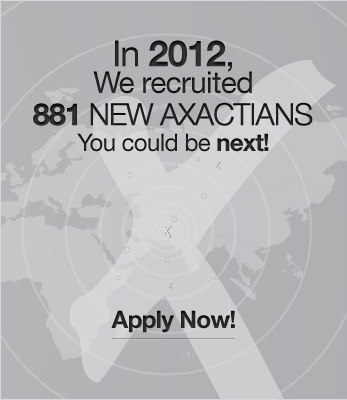 In 2012,
We recruited
881 NEW AXACTIANS
You could be next!
Apply Now!